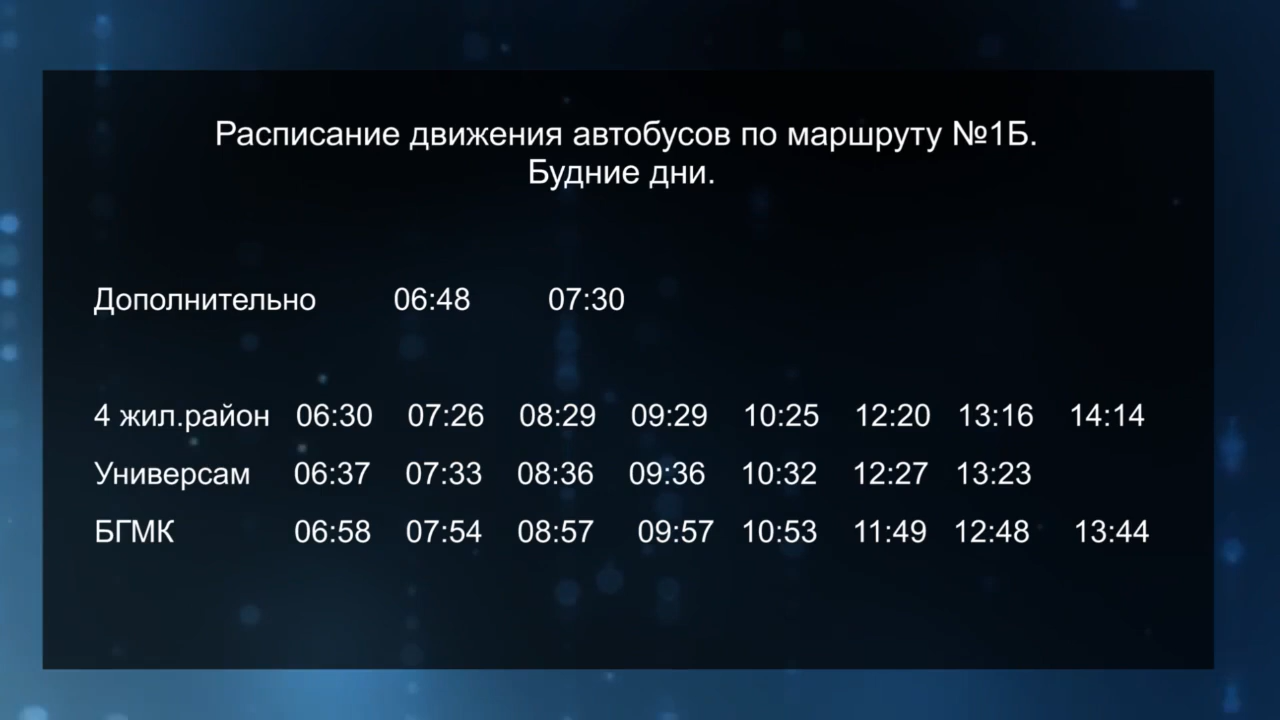 Расписание движения автобусов по маршруту №1Б.
Будние дни.
Дополнительно 06:48 07:30
4 жил.район 06:30 07:26 08:29 09:29 10:25 12:20 13:16 14:14
Универсам 06:37 07:33 08:36 09:36 10:32 12:27 13:23
БГМК 06:58 07:54 08:57 09:57 10:53 11:49 12:48 13:44